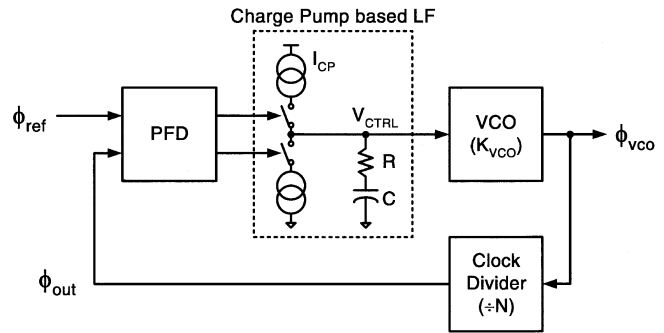 Charge Pump based LF
I_CP
ϕ_ref
PFD
V_CTRL
R
C
VCO
(K_VCO)
ϕ_vco
Clock
Divider
(÷N)
ϕ_out